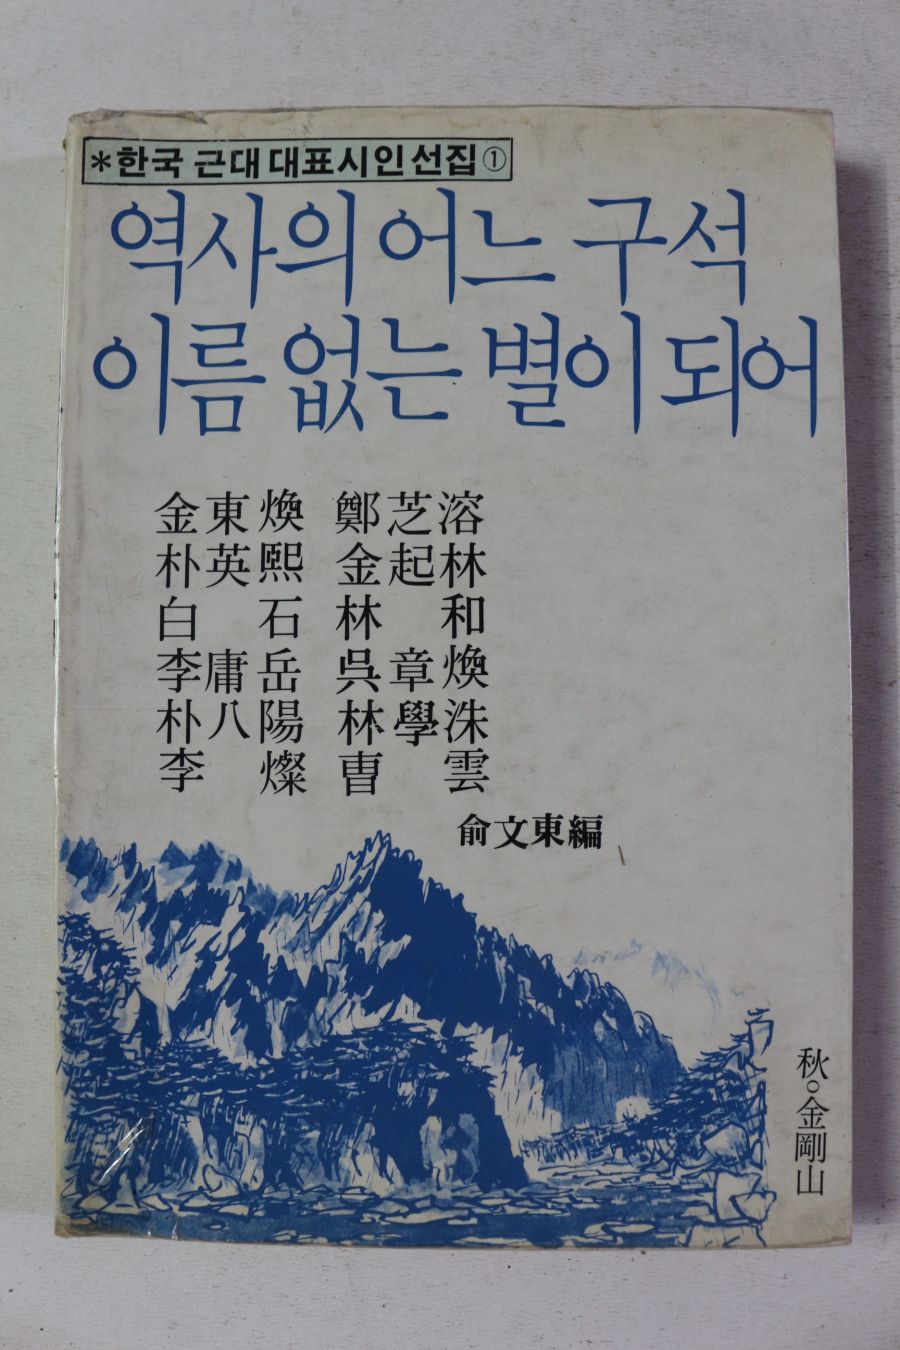 *한국 근대 대표시인 선집①
역사의 어느 구석
이름 없는 별이 되어
金東煥 鄭芝溶
朴英熙 金起林
白石 林和
李庸岳 吳章煥
朴八陽 林學洙
李燦 曺雲
兪文東編
秋○金剛山